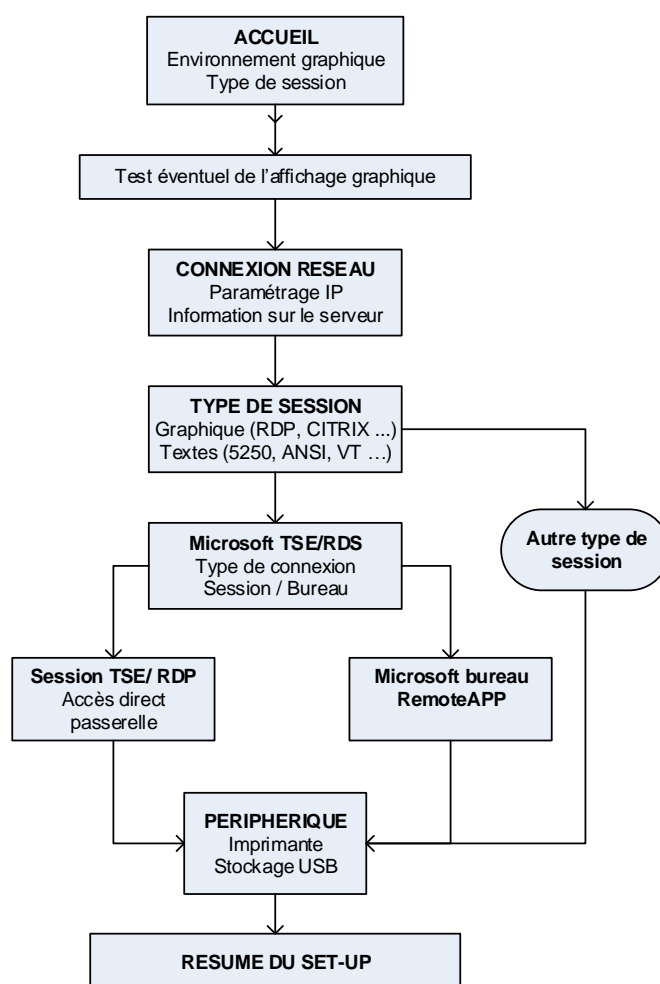 ACCUEIL
Environnement graphique
Type de session
Test éventuel de l'affichage graphique
CONNEXION RESEAU
Paramétrage IP
Information sur le serveur
TYPE DE SESSION
Graphique (RDP, CITRIX ...)
Textes (5250, ANSI, VT ...)
Microsoft TSE/RDS
Type de connexion
Session / Bureau
Autre type de
session
Session TSE/ RDP
Accès direct
passerelle
Microsoft bureau
RemoteAPP
PERIPHERIQUE
Imprimante
Stockage USB
RESUME DU SET-UP